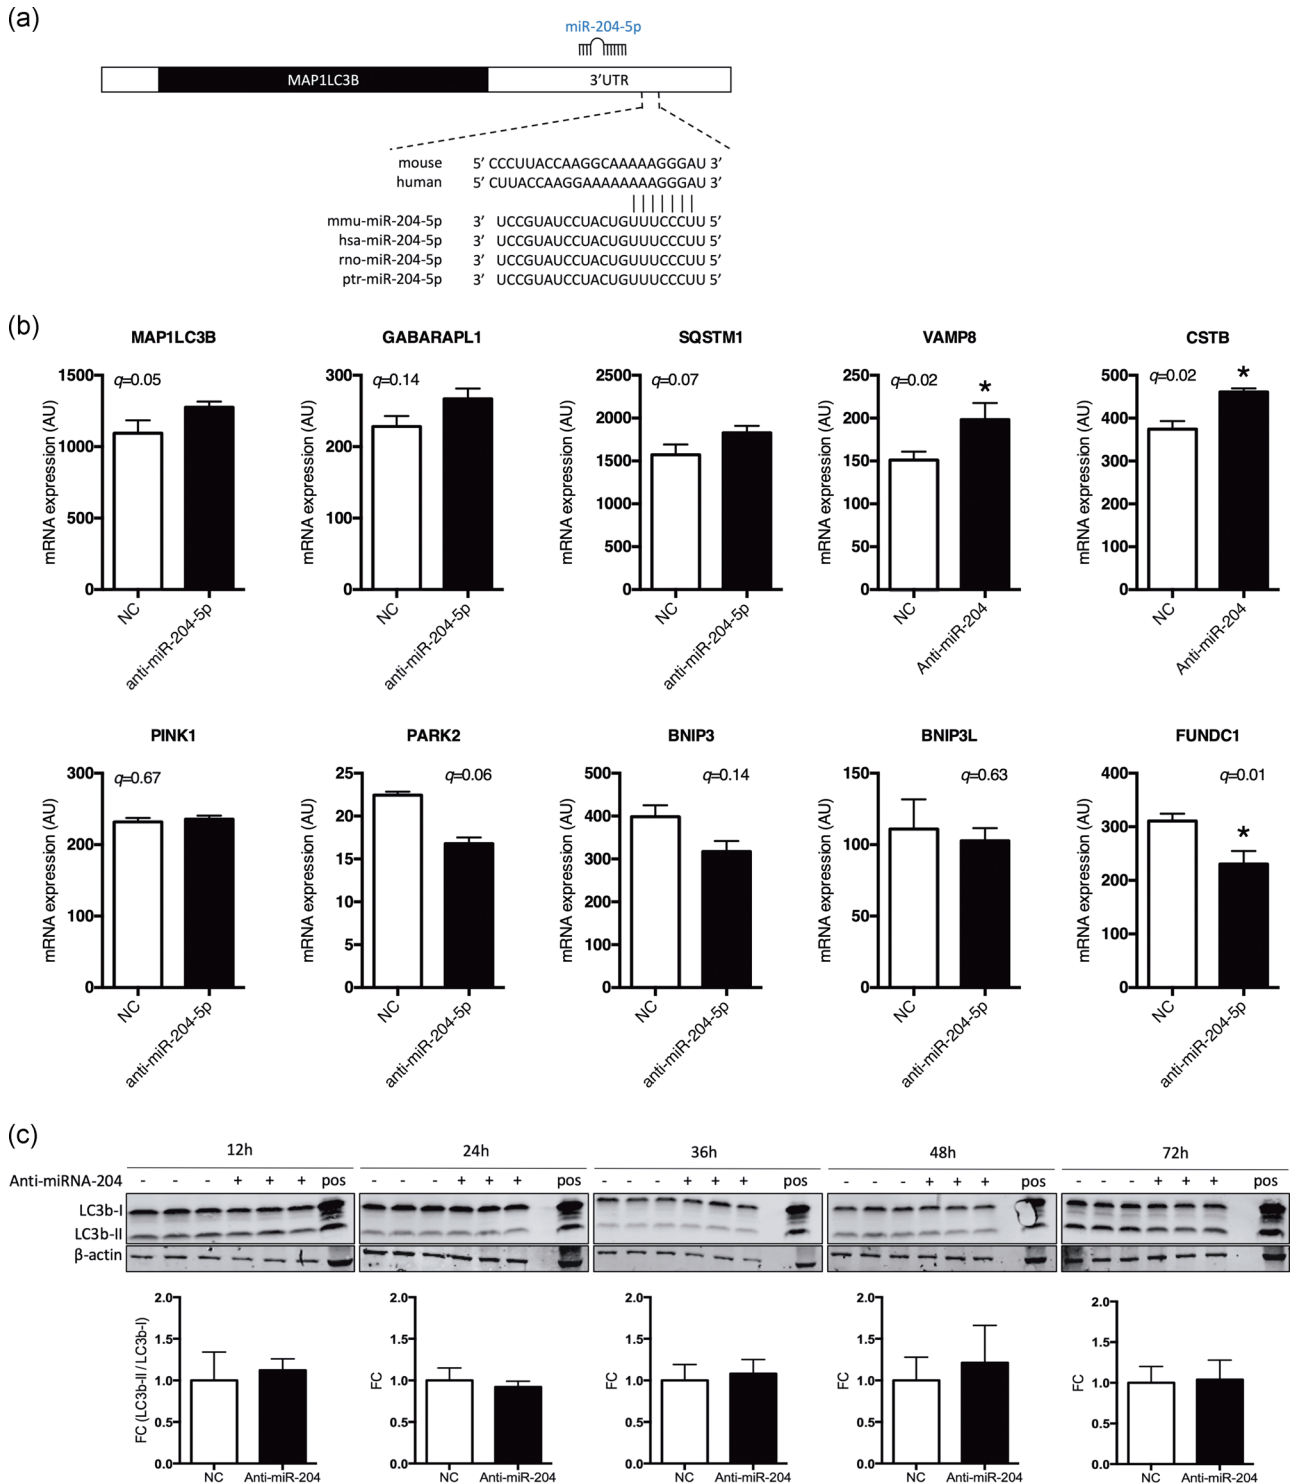 (a)
miR-204-5p
MAP1LC3B 3'UTR
mouse 5' CCCUUACCAAGGCAAAAAGGGAU 3'
human 5' CUUACCAAGGAAAAAAAAGGGAU 3'
mmu-miR-204-5p 3' UCCGUAUCCUACUGUUUCCCUU 5'
hsa-miR-204-5p 3' UCCGUAUCCUACUGUUUCCCUU 5'
rno-miR-204-5p 3' UCCGUAUCCUACUGUUUCCCUU 5'
ptr-miR-204-5p 3' UCCGUAUCCUACUGUUUCCCUU 5'
(b)
MAP1LC3B
mRNA expression (AU)
1500
1000
500
0
q=0.05
NC
anti-miR-204-5p
GABARAPL1
mRNA expression (AU)
300
200
100
0
q=0.14
NC
anti-miR-204-5p
SQSTM1
mRNA expression (AU)
2500
2000
1500
1000
500
0
q=0.07
NC
anti-miR-204-5p
VAMP8
mRNA expression (AU)
250
200
150
100
50
0
q=0.02
*
NC
Anti-miR-204
CSTB
mRNA expression (AU)
500
400
300
200
100
0
q=0.02
*
NC
Anti-miR-204
PINK1
mRNA expression (AU)
300
200
100
0
q=0.67
NC
anti-miR-204-5p
PARK2
mRNA expression (AU)
25
20
15
10
5
0
q=0.06
NC
anti-miR-204-5p
BNIP3
mRNA expression (AU)
500
400
300
200
100
0
q=0.14
NC
anti-miR-204-5p
BNIP3L
mRNA expression (AU)
150
100
50
0
q=0.63
NC
anti-miR-204-5p
FUNDC1
mRNA expression (AU)
400
300
200
100
0
q=0.01
*
NC
anti-miR-204-5p
(c)
12h 24h 36h 48h 72h
Anti-miRNA-204 - - - + + + pos - - - + + + pos - - - + + + pos - - - + + + pos - - - + + + pos
LC3b-I
LC3b-II
β-actin
FC (LC3b-II / LC3b-I)
2.0
1.5
1.0
0.5
0.0
NC Anti-miR-204
FC
2.0
1.5
1.0
0.5
0.0
NC Anti-miR-204
FC
2.0
1.5
1.0
0.5
0.0
NC Anti-miR-204
FC
2.0
1.5
1.0
0.5
0.0
NC Anti-miR-204
FC
2.0
1.5
1.0
0.5
0.0
NC Anti-miR-204